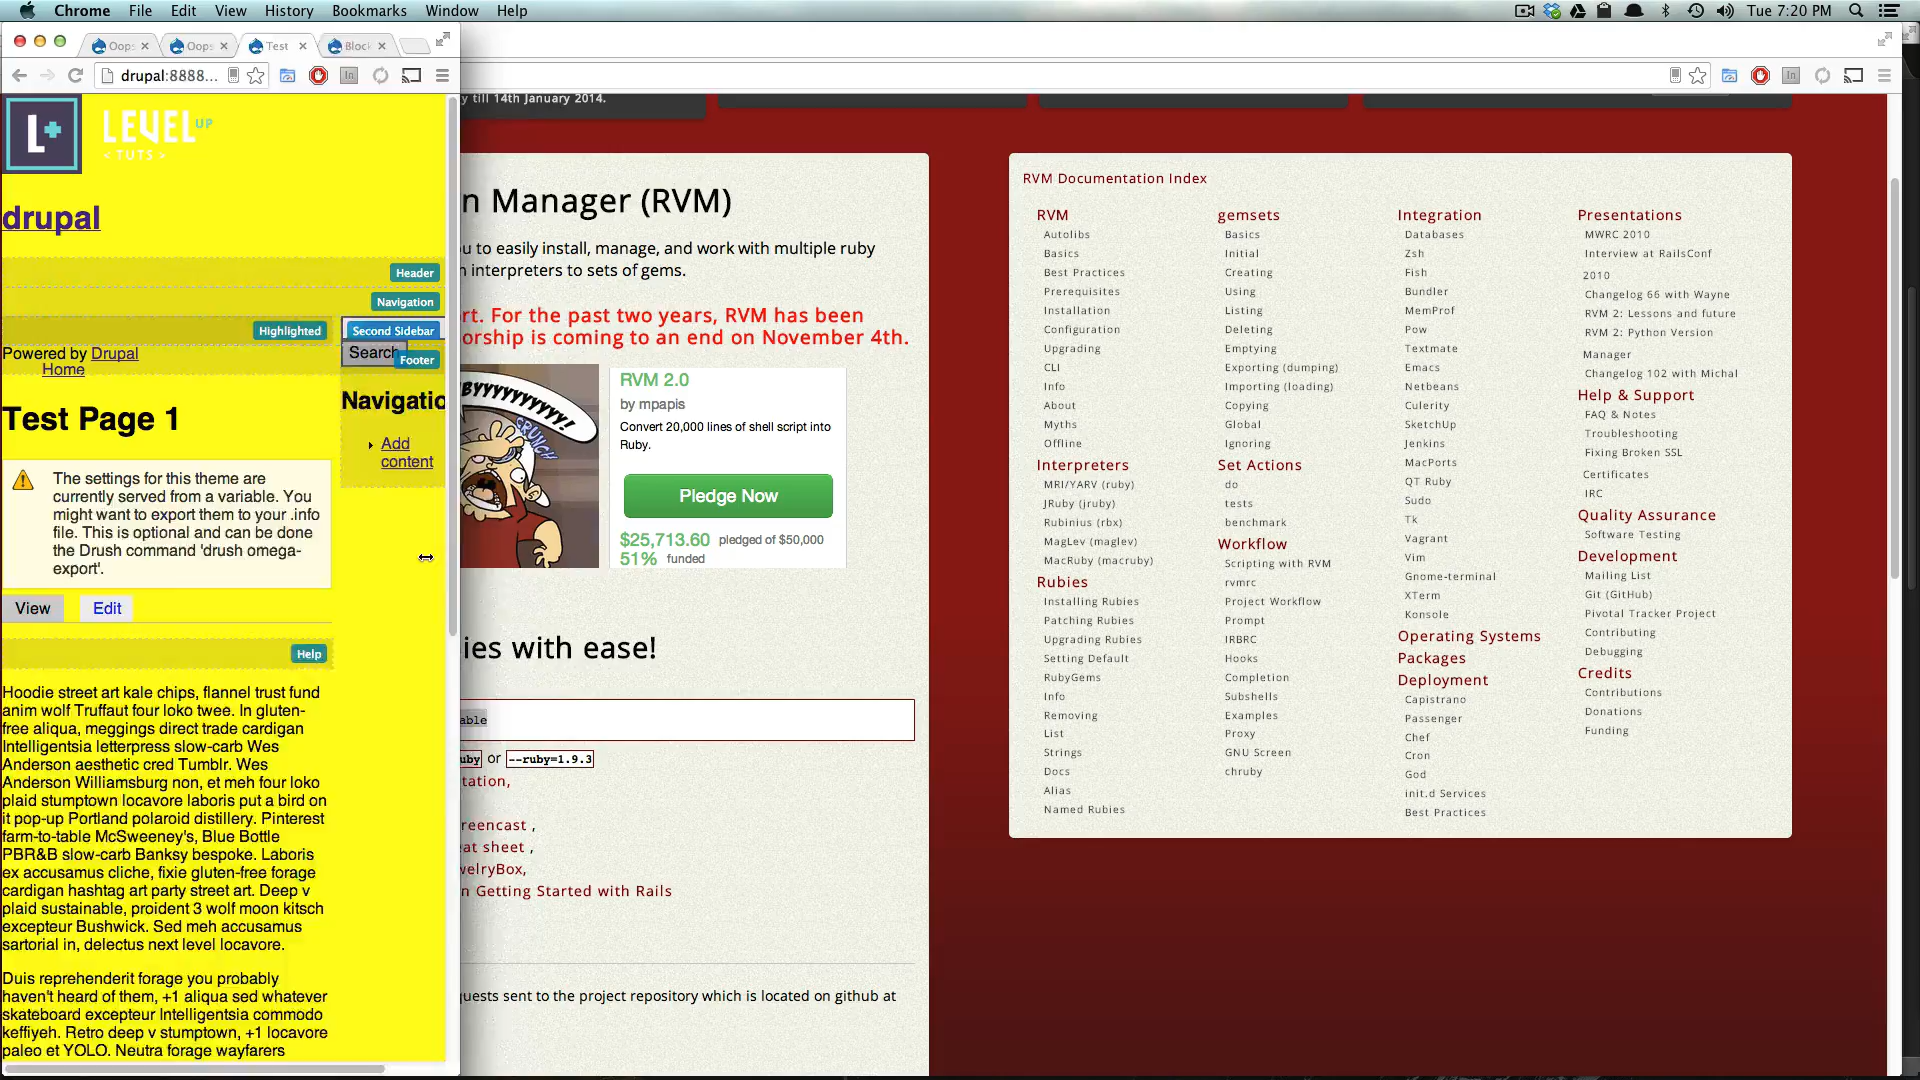 Chrome File Edit View History Bookmarks Window Help
Tue 7:20 PM
Oops
Oops
Test
Block
drupal:8888...
L+
LEVEL UP
< TUTS >
drupal
Header
Navigation
Highlighted
Second Sidebar
Search
Footer
Powered by Drupal
Home
Navigatio
Add
content
Test Page 1
The settings for this theme are
currently served from a variable. You
might want to export them to your .info
file. This is optional and can be done
the Drush command 'drush omega-
export'.
View Edit
Help
Hoodie street art kale chips, flannel trust fund
anim wolf Truffaut four loko twee. In gluten-
free aliqua, meggings direct trade cardigan
Intelligentsia letterpress slow-carb Wes
Anderson aesthetic cred Tumblr. Wes
Anderson Williamsburg non, et meh four loko
plaid stumptown locavore laboris put a bird on
it pop-up Portland polaroid distillery. Pinterest
farm-to-table McSweeney's, Blue Bottle
PBR&B slow-carb Banksy bespoke. Laboris
ex accusamus cliche, fixie gluten-free forage
cardigan hashtag art party street art. Deep v
plaid sustainable, proident 3 wolf moon kitsch
excepteur Bushwick. Sed meh accusamus
sartorial in, delectus next level locavore.
Duis reprehenderit forage you probably
haven't heard of them, +1 aliqua sed whatever
skateboard excepteur Intelligentsia commodo
keffiyeh. Retro deep v stumptown, +1 locavore
paleo et YOLO. Neutra forage wayfarers
y till 14th January 2014.
n Manager (RVM)
u to easily install, manage, and work with multiple ruby
n interpreters to sets of gems.
rt. For the past two years, RVM has been
orship is coming to an end on November 4th.
YYYYYYYYY!
CRUNCH
RVM 2.0
by mpapis
Convert 20,000 lines of shell script into
Ruby.
Pledge Now
$25,713.60 pledged of $50,000
51% funded
ies with ease!
able
uby or --ruby=1.9.3
tation,
reencast ,
eat sheet ,
welryBox,
n Getting Started with Rails
quests sent to the project repository which is located on github at
RVM Documentation Index
RVM
Autolibs
Basics
Best Practices
Prerequisites
Installation
Configuration
Upgrading
CLI
Info
About
Myths
Offline
Interpreters
MRI/YARV (ruby)
JRuby (jruby)
Rubinius (rbx)
MagLev (maglev)
MacRuby (macruby)
Rubies
Installing Rubies
Patching Rubies
Upgrading Rubies
Setting Default
RubyGems
Info
Removing
List
Strings
Docs
Alias
Named Rubies
gemsets
Basics
Initial
Creating
Using
Listing
Deleting
Emptying
Exporting (dumping)
Importing (loading)
Copying
Global
Ignoring
Set Actions
do
tests
benchmark
Workflow
Scripting with RVM
rvmrc
Project Workflow
Prompt
IRBRC
Hooks
Completion
Subshells
Examples
Proxy
GNU Screen
chruby
Integration
Databases
Zsh
Fish
Bundler
MemProf
Pow
Textmate
Emacs
Netbeans
Culerity
SketchUp
Jenkins
MacPorts
QT Ruby
Sudo
Tk
Vagrant
Vim
Gnome-terminal
XTerm
Konsole
Operating Systems
Packages
Deployment
Capistrano
Passenger
Chef
Cron
God
init.d Services
Best Practices
Presentations
MWRC 2010
Interview at RailsConf
2010
Changelog 66 with Wayne
RVM 2: Lessons and future
RVM 2: Python Version
Manager
Changelog 102 with Michal
Help & Support
FAQ & Notes
Troubleshooting
Fixing Broken SSL
Certificates
IRC
Quality Assurance
Software Testing
Development
Mailing List
Git (GitHub)
Pivotal Tracker Project
Contributing
Debugging
Credits
Contributions
Donations
Funding